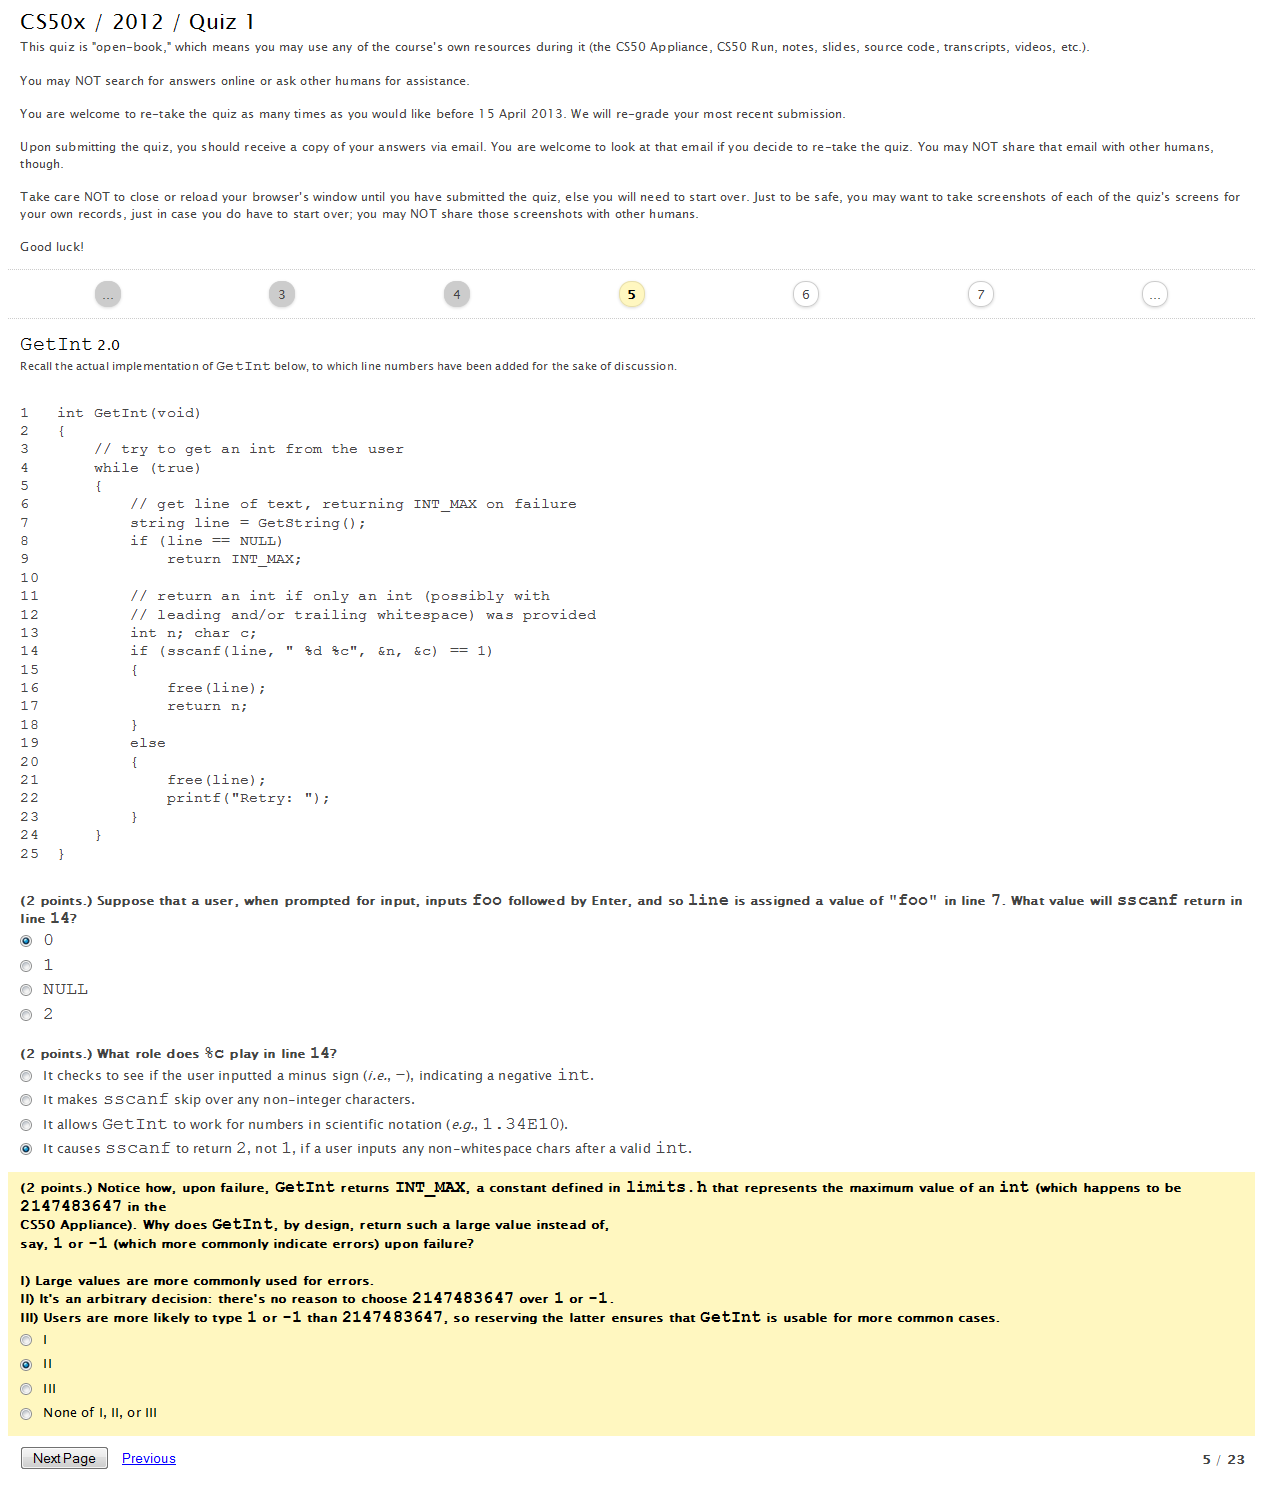 CS50x / 2012 / Quiz 1
This quiz is "open-book," which means you may use any of the course's own resources during it (the CS50 Appliance, CS50 Run, notes, slides, source code, transcripts, videos, etc.).
You may NOT search for answers online or ask other humans for assistance.
You are welcome to re-take the quiz as many times as you would like before 15 April 2013. We will re-grade your most recent submission.
Upon submitting the quiz, you should receive a copy of your answers via email. You are welcome to look at that email if you decide to re-take the quiz. You may NOT share that email with other humans,
though.
Take care NOT to close or reload your browser's window until you have submitted the quiz, else you will need to start over. Just to be safe, you may want to take screenshots of each of the quiz's screens for
your own records, just in case you do have to start over; you may NOT share those screenshots with other humans.
Good luck!
... 3 4 5 6 7 ...
GetInt 2.0
Recall the actual implementation of GetInt below, to which line numbers have been added for the sake of discussion.
1 int GetInt(void)
2 {
3 // try to get an int from the user
4 while (true)
5 {
6 // get line of text, returning INT_MAX on failure
7 string line = GetString();
8 if (line == NULL)
9 return INT_MAX;
10
11 // return an int if only an int (possibly with
12 // leading and/or trailing whitespace) was provided
13 int n; char c;
14 if (sscanf(line, " %d %c", &n, &c) == 1)
15 {
16 free(line);
17 return n;
18 }
19 else
20 {
21 free(line);
22 printf("Retry: ");
23 }
24 }
25 }
(2 points.) Suppose that a user, when prompted for input, inputs foo followed by Enter, and so line is assigned a value of "foo" in line 7. What value will sscanf return in
line 14?
0
1
NULL
2
(2 points.) What role does %c play in line 14?
It checks to see if the user inputted a minus sign (i.e., -), indicating a negative int.
It makes sscanf skip over any non-integer characters.
It allows GetInt to work for numbers in scientific notation (e.g., 1.34E10).
It causes sscanf to return 2, not 1, if a user inputs any non-whitespace chars after a valid int.
(2 points.) Notice how, upon failure, GetInt returns INT_MAX, a constant defined in limits.h that represents the maximum value of an int (which happens to be
2147483647 in the
CS50 Appliance). Why does GetInt, by design, return such a large value instead of,
say, 1 or -1 (which more commonly indicate errors) upon failure?
I) Large values are more commonly used for errors.
II) It's an arbitrary decision: there's no reason to choose 2147483647 over 1 or -1.
III) Users are more likely to type 1 or -1 than 2147483647, so reserving the latter ensures that GetInt is usable for more common cases.
I
II
III
None of I, II, or III
Next Page Previous 5 / 23